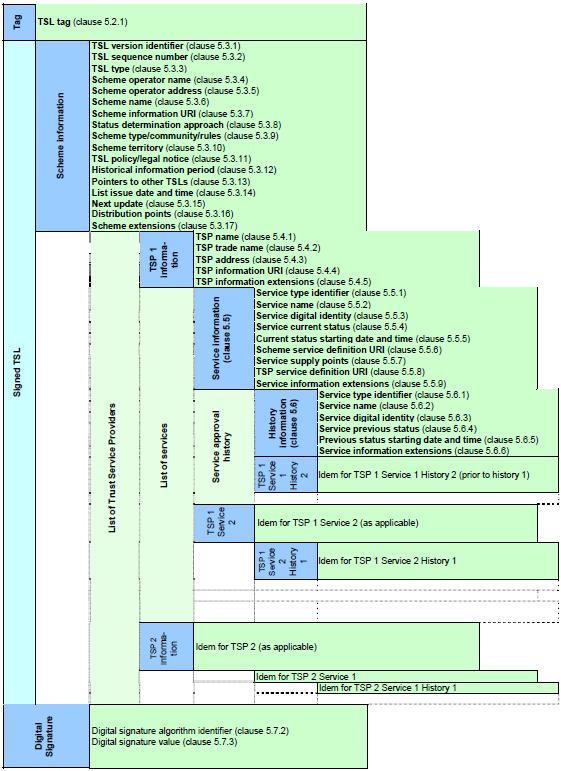 Tag
TSL tag (clause 5.2.1)
Signed TSL
Scheme information
TSL version identifier (clause 5.3.1)
TSL sequence number (clause 5.3.2)
TSL type (clause 5.3.3)
Scheme operator name (clause 5.3.4)
Scheme operator address (clause 5.3.5)
Scheme name (clause 5.3.6)
Scheme information URI (clause 5.3.7)
Status determination approach (clause 5.3.8)
Scheme type/community/rules (clause 5.3.9)
Scheme territory (clause 5.3.10)
TSL policy/legal notice (clause 5.3.11)
Historical information period (clause 5.3.12)
Pointers to other TSLs (clause 5.3.13)
List issue date and time (clause 5.3.14)
Next update (clause 5.3.15)
Distribution points (clause 5.3.16)
Scheme extensions (clause 5.3.17)
List of Trust Service Providers
TSP 1
Informa-
tion
TSP name (clause 5.4.1)
TSP trade name (clause 5.4.2)
TSP address (clause 5.4.3)
TSP information URI (clause 5.4.4)
TSP information extensions (clause 5.4.5)
List of services
Service information
(clause 5.5)
Service type identifier (clause 5.5.1)
Service name (clause 5.5.2)
Service digital identity (clause 5.5.3)
Service current status (clause 5.5.4)
Current status starting date and time (clause 5.5.5)
Scheme service definition URI (clause 5.5.6)
Service supply points (clause 5.5.7)
TSP service definition URI (clause 5.5.8)
Service information extensions (clause 5.5.9)
Service approval
history
History
information
(clause 5.6)
Service type identifier (clause 5.6.1)
Service name (clause 5.6.2)
Service digital identity (clause 5.6.3)
Service previous status (clause 5.6.4)
Previous status starting date and time (clause 5.6.5)
Service information extensions (clause 5.6.6)
TSP 1
Service
1
History
2
Idem for TSP 1 Service 1 History 2 (prior to history 1)
TSP 1
Service
2
Idem for TSP 1 Service 2 (as applicable)
TSP 1
Service
2
History
1
Idem for TSP 1 Service 2 History 1
TSP 2
Informa-
tion
Idem for TSP 2 (as applicable)
Idem for TSP 2 Service 1
Idem for TSP 2 Service 1 History 1
Digital
Signature
Digital signature algorithm identifier (clause 5.7.2)
Digital signature value (clause 5.7.3)